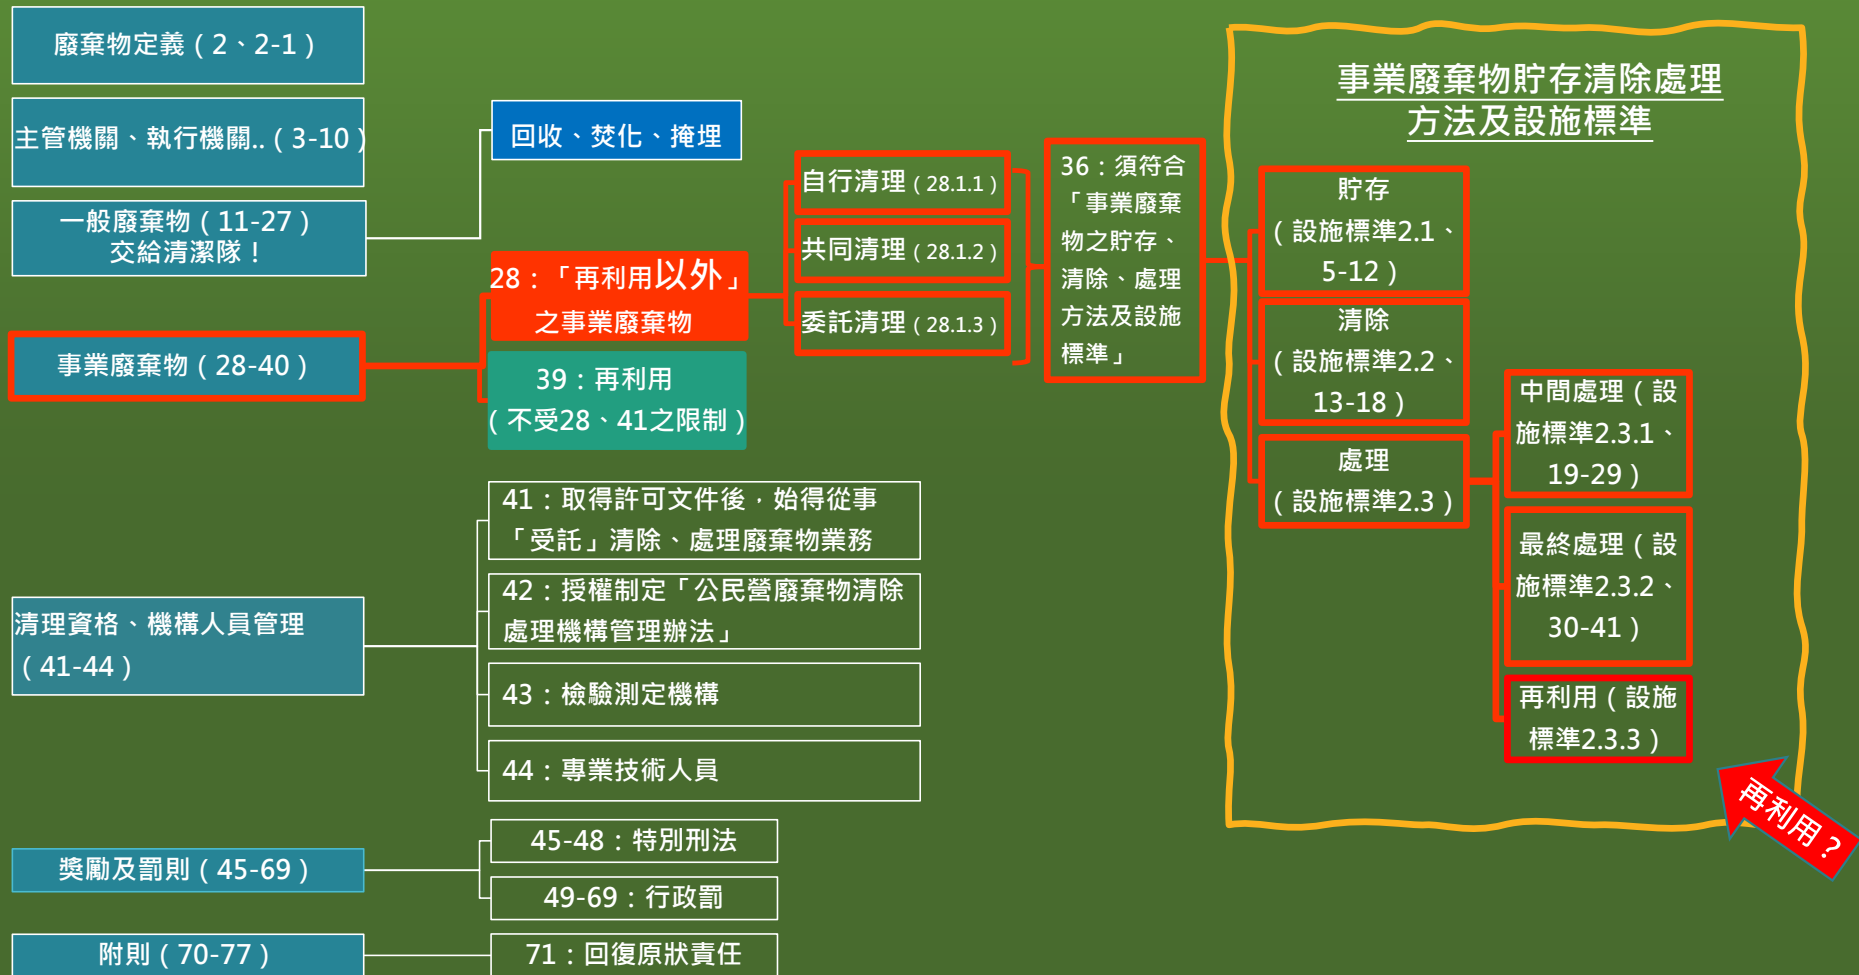 廢棄物定義（2、2-1）
主管機關、執行機關..（3-10）
一般廢棄物（11-27）
交給清潔隊！
事業廢棄物（28-40）
清理資格、機構人員管理
（41-44）
獎勵及罰則（45-69）
附則（70-77）
回收、焚化、掩埋
28：「再利用以外」
之事業廢棄物
39：再利用
（不受28、41之限制）
41：取得許可文件後，始得從事
「受託」清除、處理廢棄物業務
42：授權制定「公民營廢棄物清除
處理機構管理辦法」
43：檢驗測定機構
44：專業技術人員
45-48：特別刑法
49-69：行政罰
71：回復原狀責任
自行清理（28.1.1）
共同清理（28.1.2）
委託清理（28.1.3）
36：須符合
「事業廢棄
物之貯存、
清除、處理
方法及設施
標準」
事業廢棄物貯存清除處理
方法及設施標準
貯存
（設施標準2.1、
5-12）
清除
（設施標準2.2、
13-18）
處理
（設施標準2.3）
中間處理（設
施標準2.3.1、
19-29）
最終處理（設
施標準2.3.2、
30-41）
再利用（設施
標準2.3.3）
再利用？